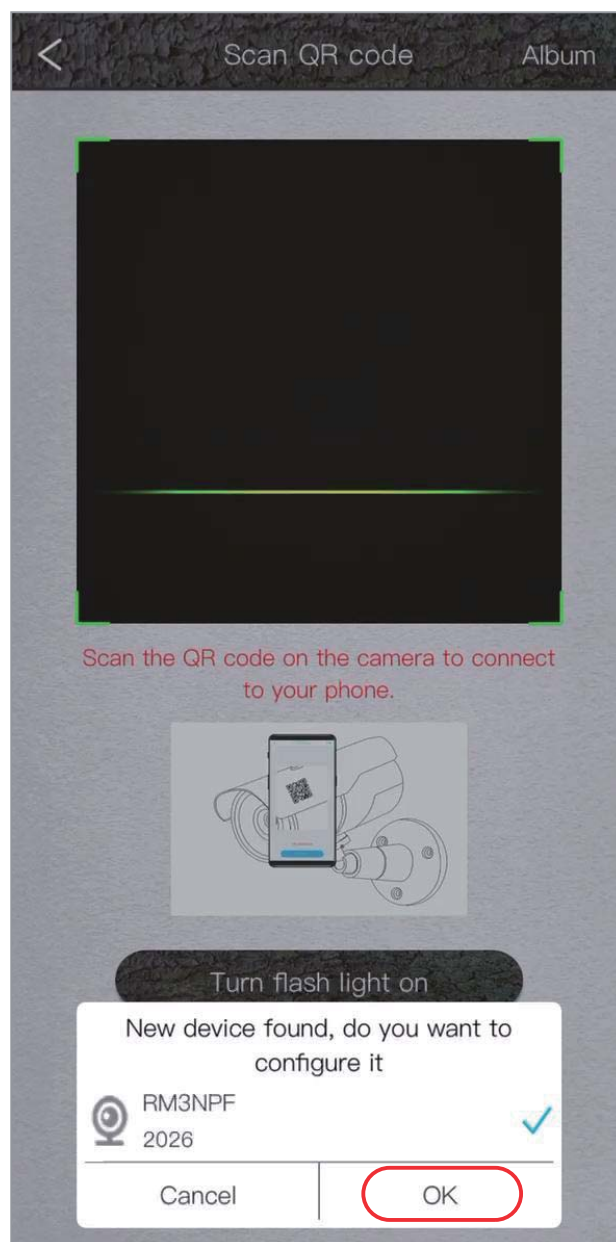 Scan QR code
Album
Scan the QR code on the camera to connect
to your phone.
Turn flash light on
New device found, do you want to
configure it
RM3NPF
2026
Cancel
OK